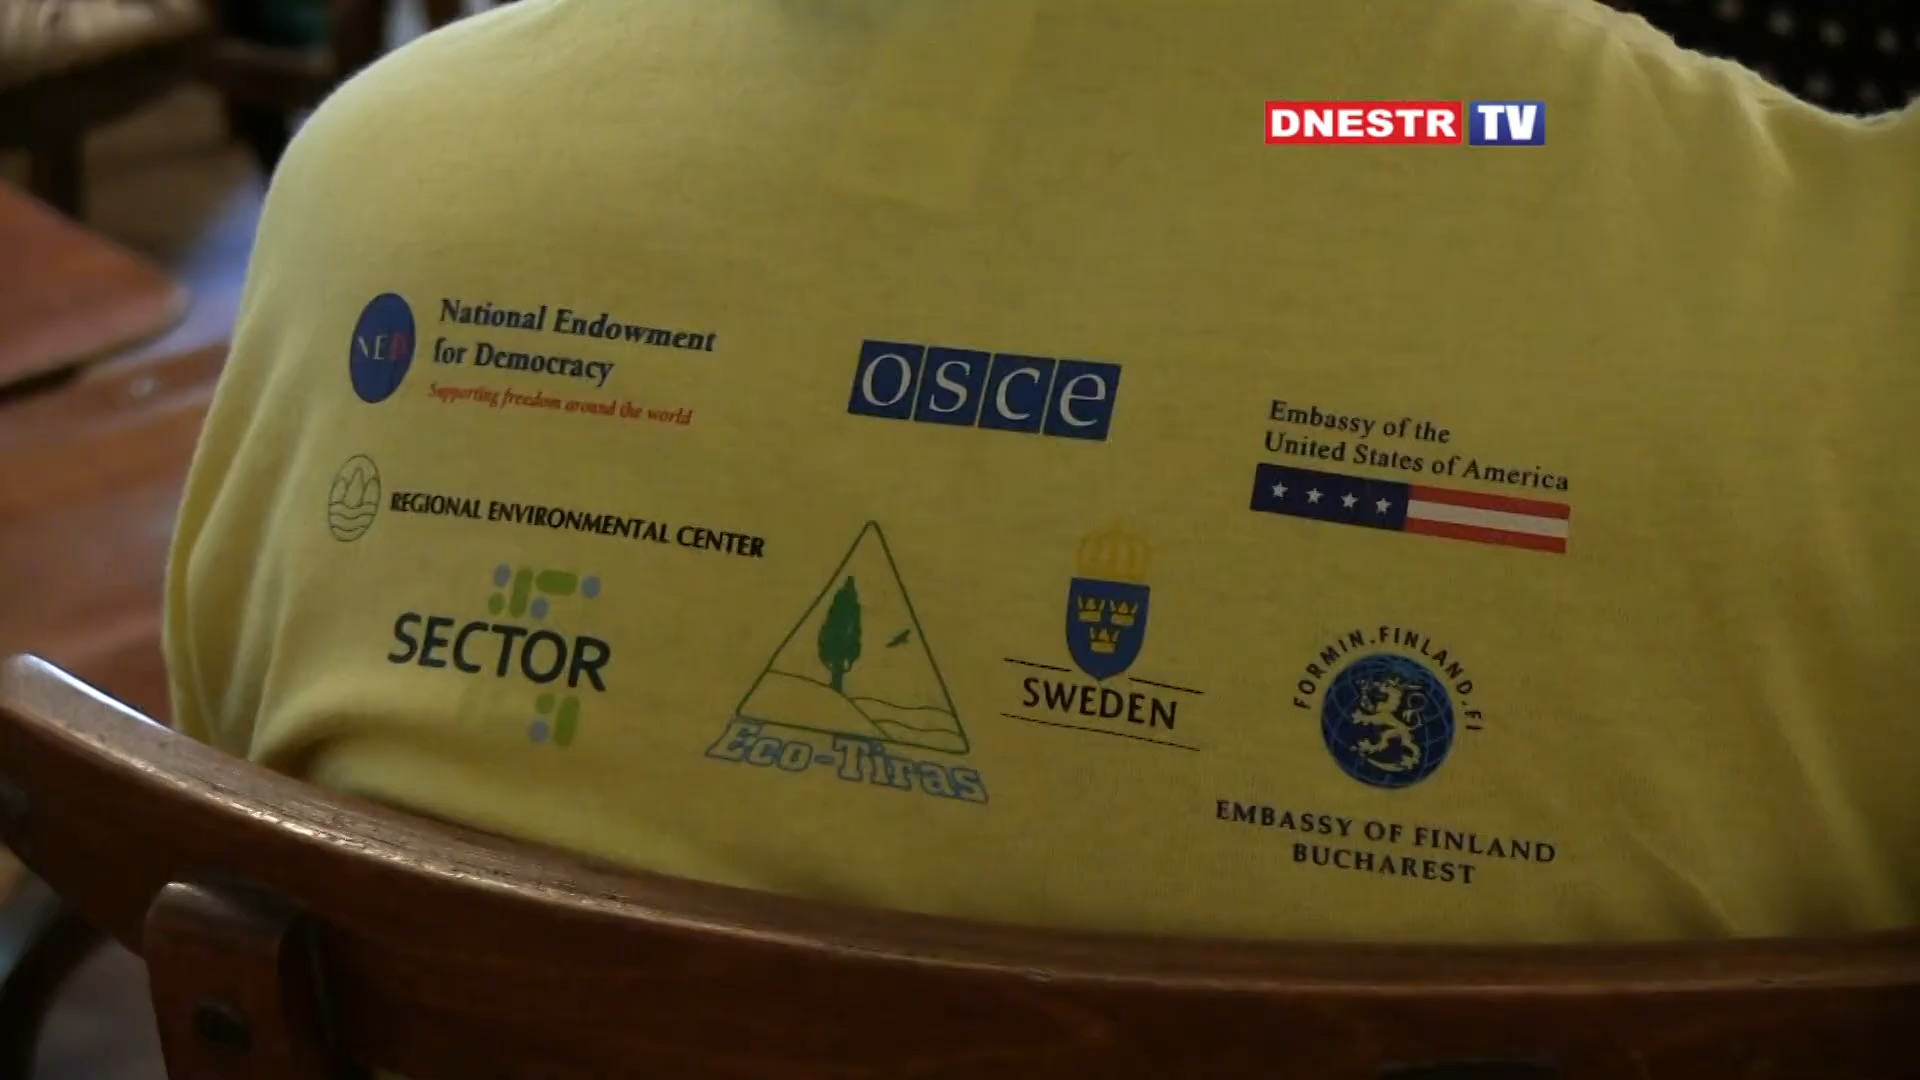 DNESTR TV
NED
National Endowment
for Democracy
Supporting freedom around the world
osce
Embassy of the
United States of America
REGIONAL ENVIRONMENTAL CENTER
SECTOR
Eco-Tiras
SWEDEN
FORMIN.FINLAND.FI
EMBASSY OF FINLAND
BUCHAREST